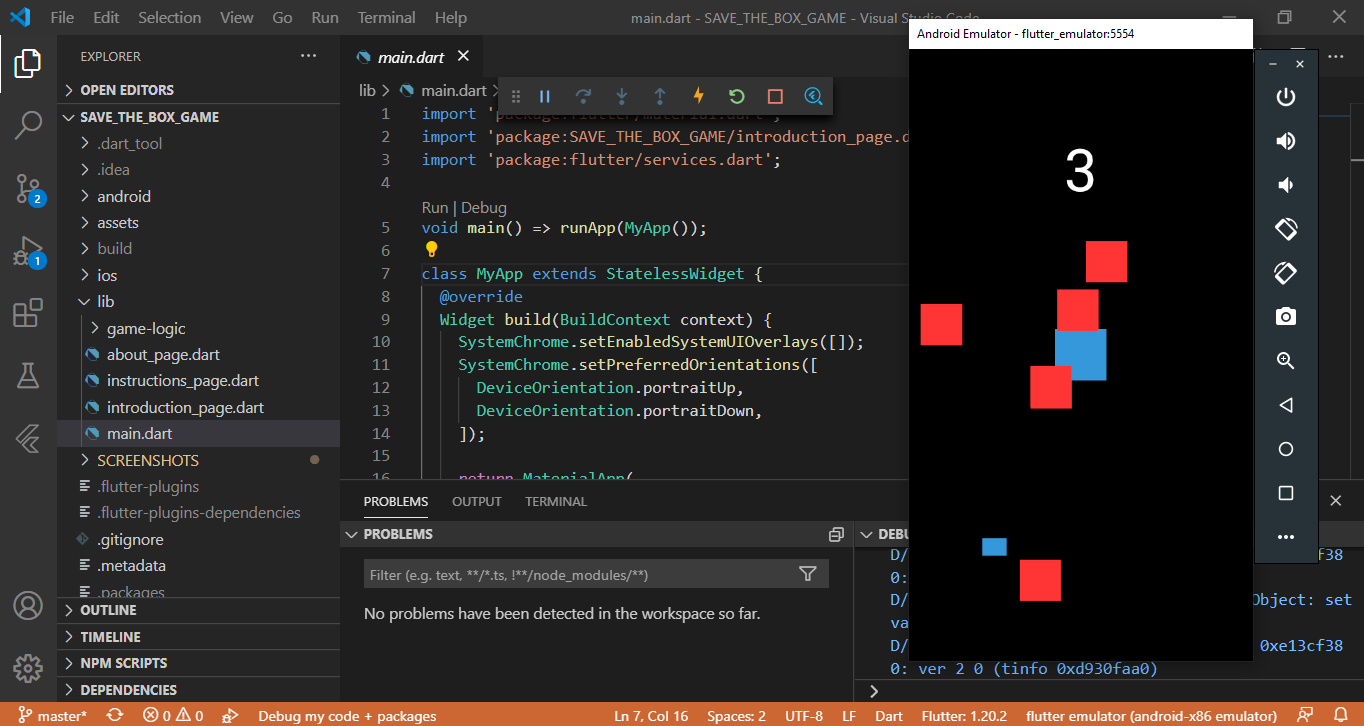 File Edit Selection View Go Run Terminal Help
main.dart - SAVE_THE_BOX_GAME - Visual Studio Code
Android Emulator - flutter_emulator:5554
EXPLORER
OPEN EDITORS
SAVE_THE_BOX_GAME
.dart_tool
.idea
android
assets
build
ios
lib
game-logic
about_page.dart
instructions_page.dart
introduction_page.dart
main.dart
SCREENSHOTS
.flutter-plugins
.flutter-plugins-dependencies
.gitignore
.metadata
.packages
OUTLINE
TIMELINE
NPM SCRIPTS
DEPENDENCIES
2
1
main.dart
lib > main.dart >
1 import 'package:flutter/material.dart';
2 import 'package:SAVE_THE_BOX_GAME/introduction_page.d
3 import 'package:flutter/services.dart';
4
Run | Debug
5 void main() => runApp(MyApp());
6
7 class MyApp extends StatelessWidget {
8 @override
9 Widget build(BuildContext context) {
10 SystemChrome.setEnabledSystemUIOverlays([]);
11 SystemChrome.setPreferredOrientations([
12 DeviceOrientation.portraitUp,
13 DeviceOrientation.portraitDown,
14 ]);
15
16 return MaterialApp(
3
PROBLEMS OUTPUT TERMINAL
PROBLEMS
Filter (e.g. text, **/*.ts, !**/node_modules/**)
No problems have been detected in the workspace so far.
DEBU
D/
cf38
0:
D/
Object: set
va
D/
0xe13cf38
0: ver 2 0 (tinfo 0xd930faa0)
master* 0 0 Debug my code + packages Ln 7, Col 16 Spaces: 2 UTF-8 LF Dart Flutter: 1.20.2 flutter emulator (android-x86 emulator)